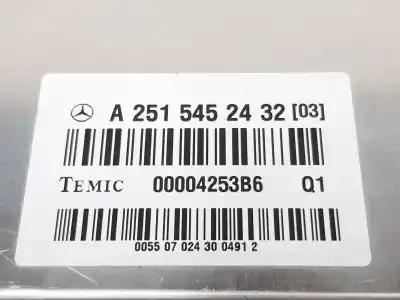 A 251 545 24 32 [03]
TEMIC 00004253B6 Q1
0055 07 024 30 0491 2